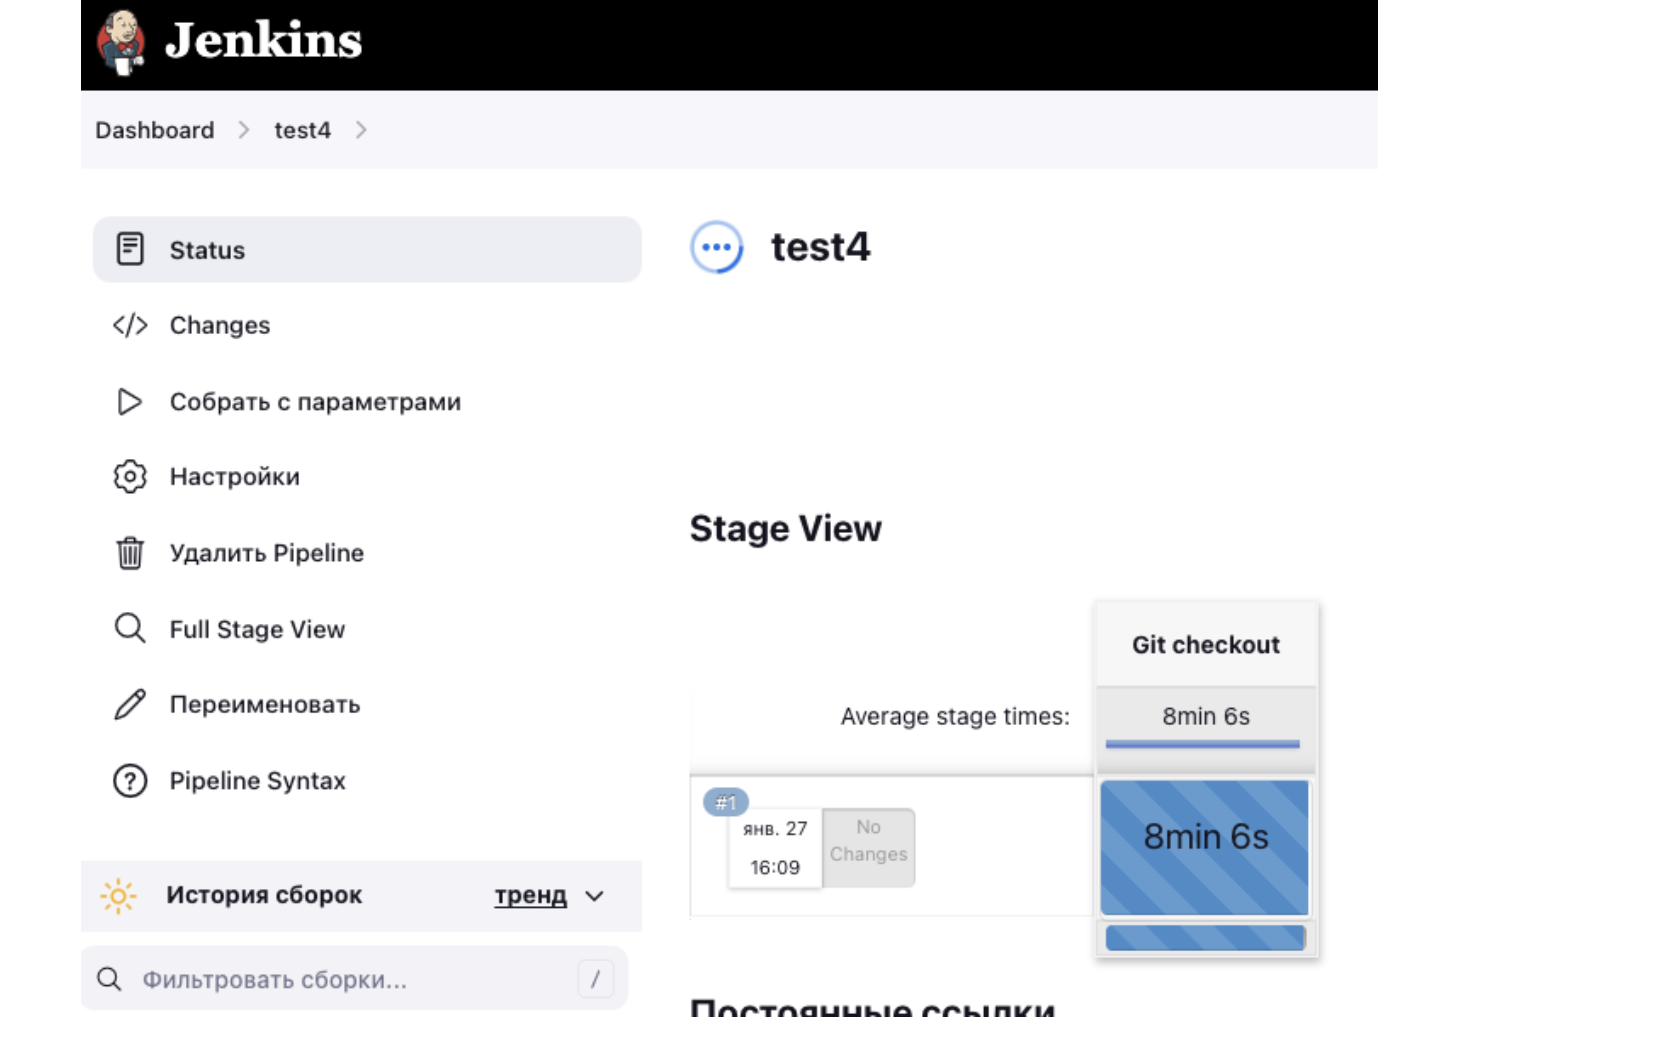 Jenkins
Dashboard
test4
Status
Changes
Собрать с параметрами
Настройки
Удалить Pipeline
Full Stage View
Переименовать
Pipeline Syntax
История сборок
тренд
Фильтровать сборки...
/
test4
Stage View
Git checkout
Average stage times:
8min 6s
#1
янв. 27
16:09
No
Changes
8min 6s
Постоянные ссылки